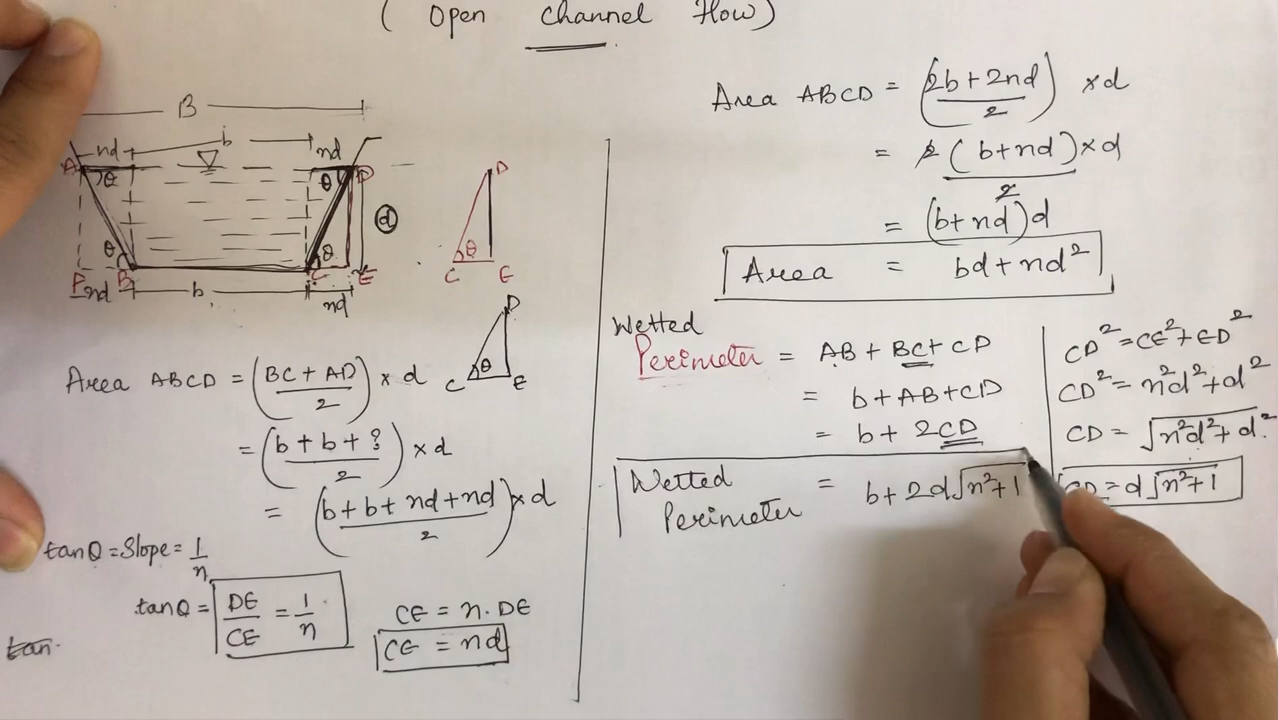 ( Open Channel Flow)
B
nd b nd
A θ θ D
d
θ θ
P B C E
nd b nd
D
θ
C E
D
θ
C E
Area ABCD = (BC + AD / 2) × d
= (b + b + ? / 2) × d
= (b + b + nd + nd / 2) × d
tanθ = Slope = 1/n
tanθ = DE/CE = 1/n
CE = n. DE
CE = nd
tan.
Area ABCD = (2b + 2nd / 2) × d
= 2(b + nd) / 2 × d
= (b + nd)d
Area = bd + nd²
Wetted
Perimeter = AB + BC + CD
= b + AB + CD
= b + 2CD
Wetted
Perimeter = b + 2d√n²+1
CD² = CE² + ED²
CD² = n²d² + d²
CD = √n²d² + d²
CD = d√n²+1